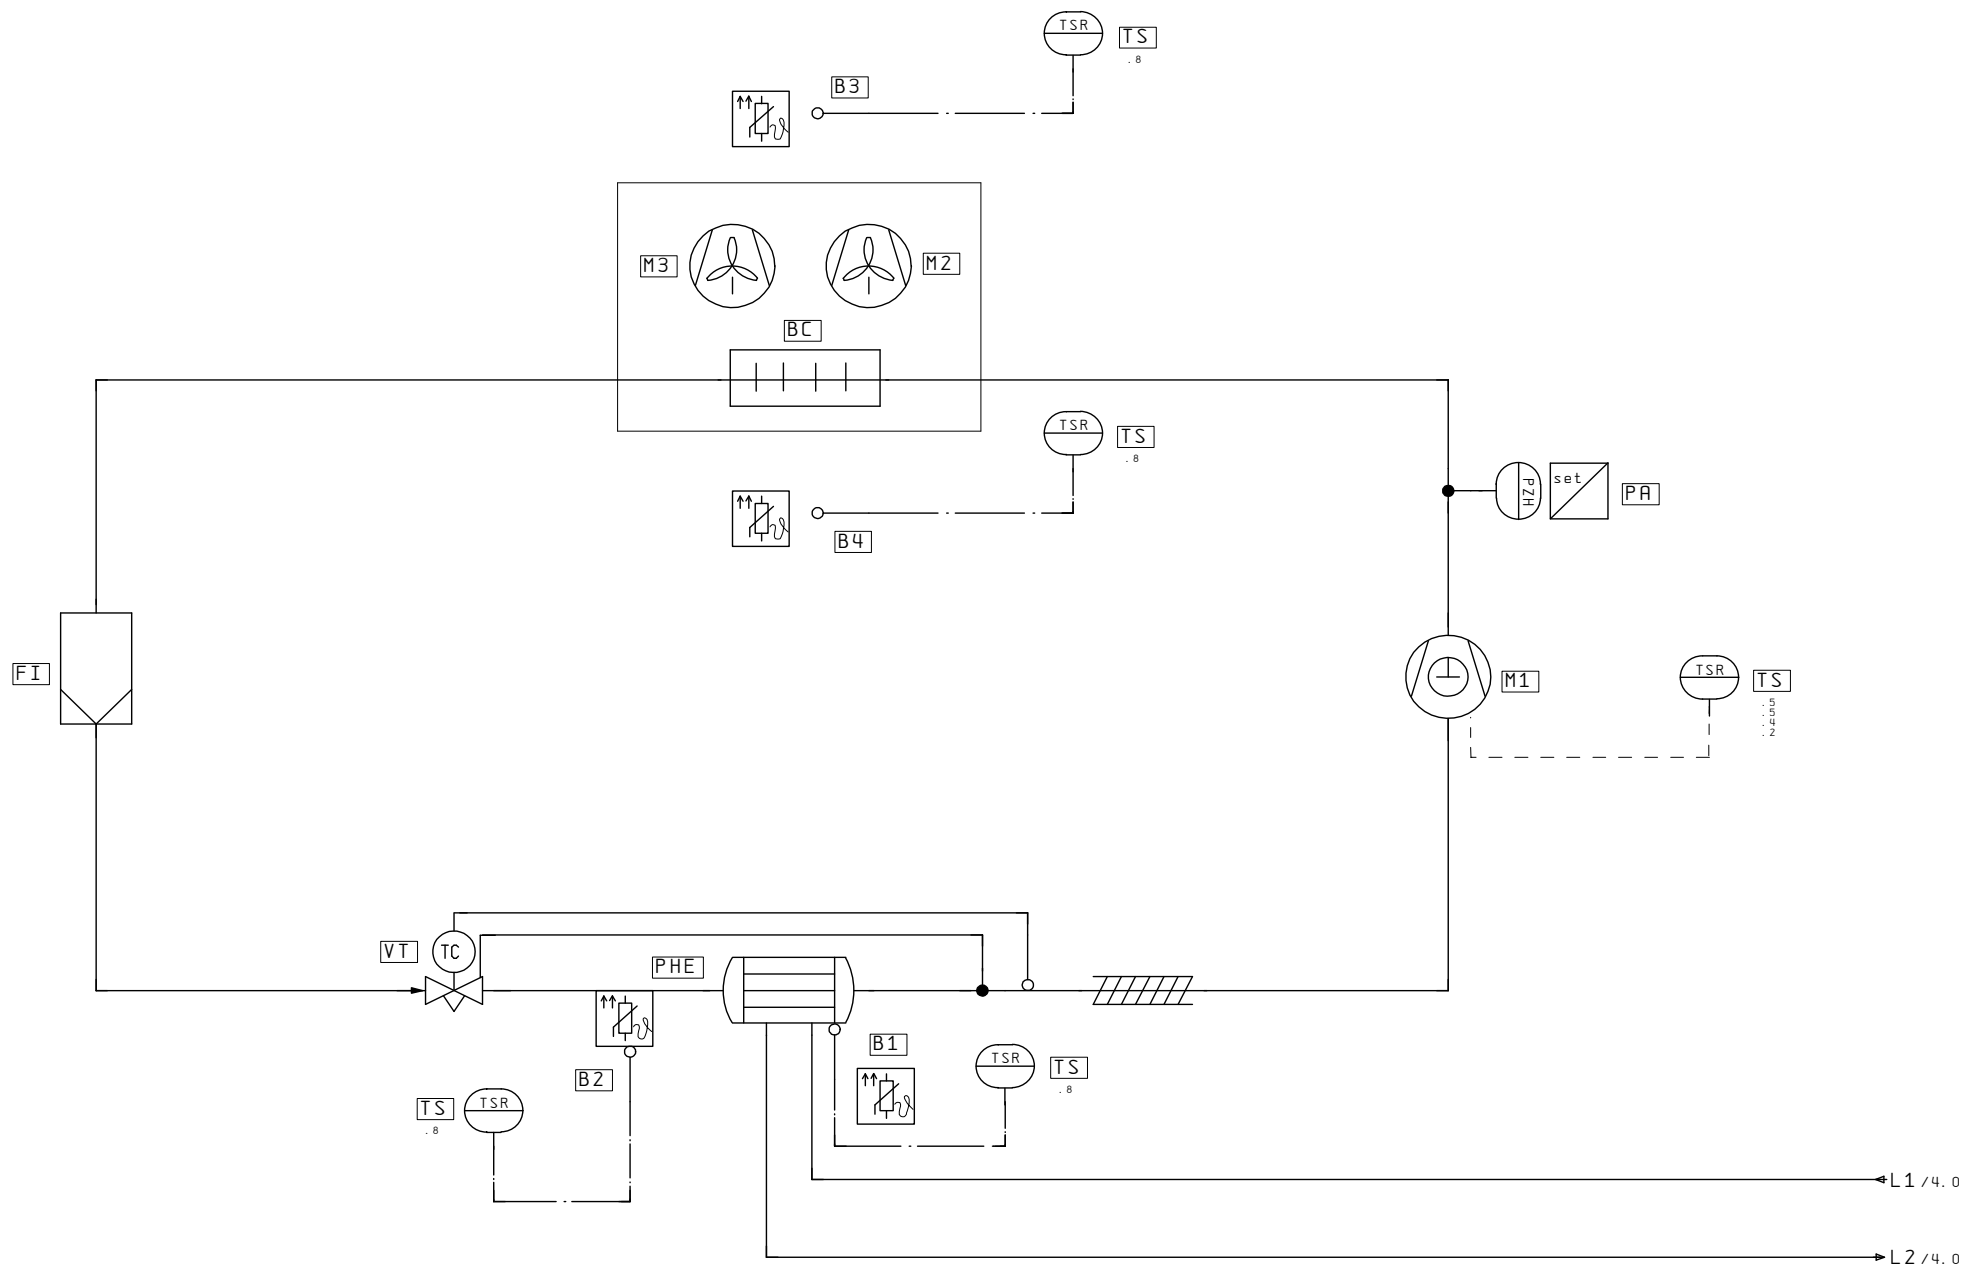 TSR
TS
.8
B3
M3
M2
BC
TSR
TS
.8
B4
PZH
set
PA
FI
M1
TSR
TS
.5
.5
.4
.2
VT
TC
PHE
B1
TSR
TS
.8
B2
TS
.8
TSR
L1 /4.0
L2 /4.0